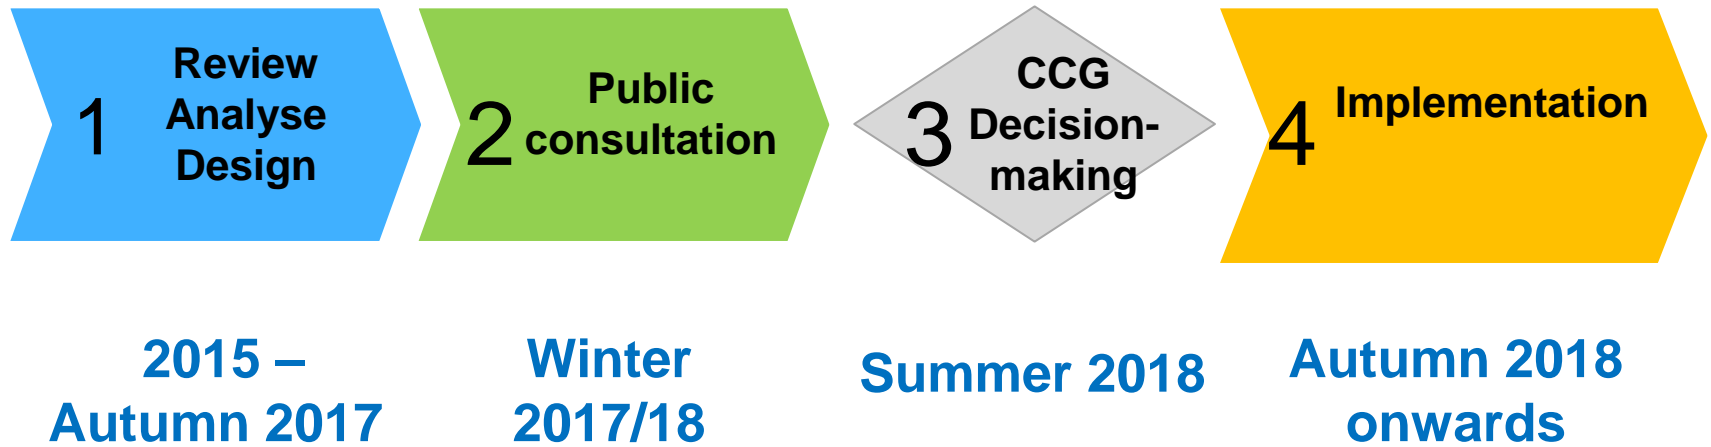 1
Review
Analyse
Design
2
Public
consultation
3
CCG
Decision-
making
4
Implementation
2015 –
Autumn 2017
Winter
2017/18
Summer 2018
Autumn 2018
onwards